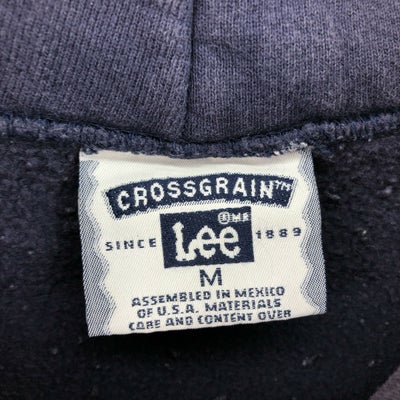 CROSSGRAIN™
® M.R.
SINCE Lee 1889
M
ASSEMBLED IN MEXICO
OF U.S.A. MATERIALS
CARE AND CONTENT OVER